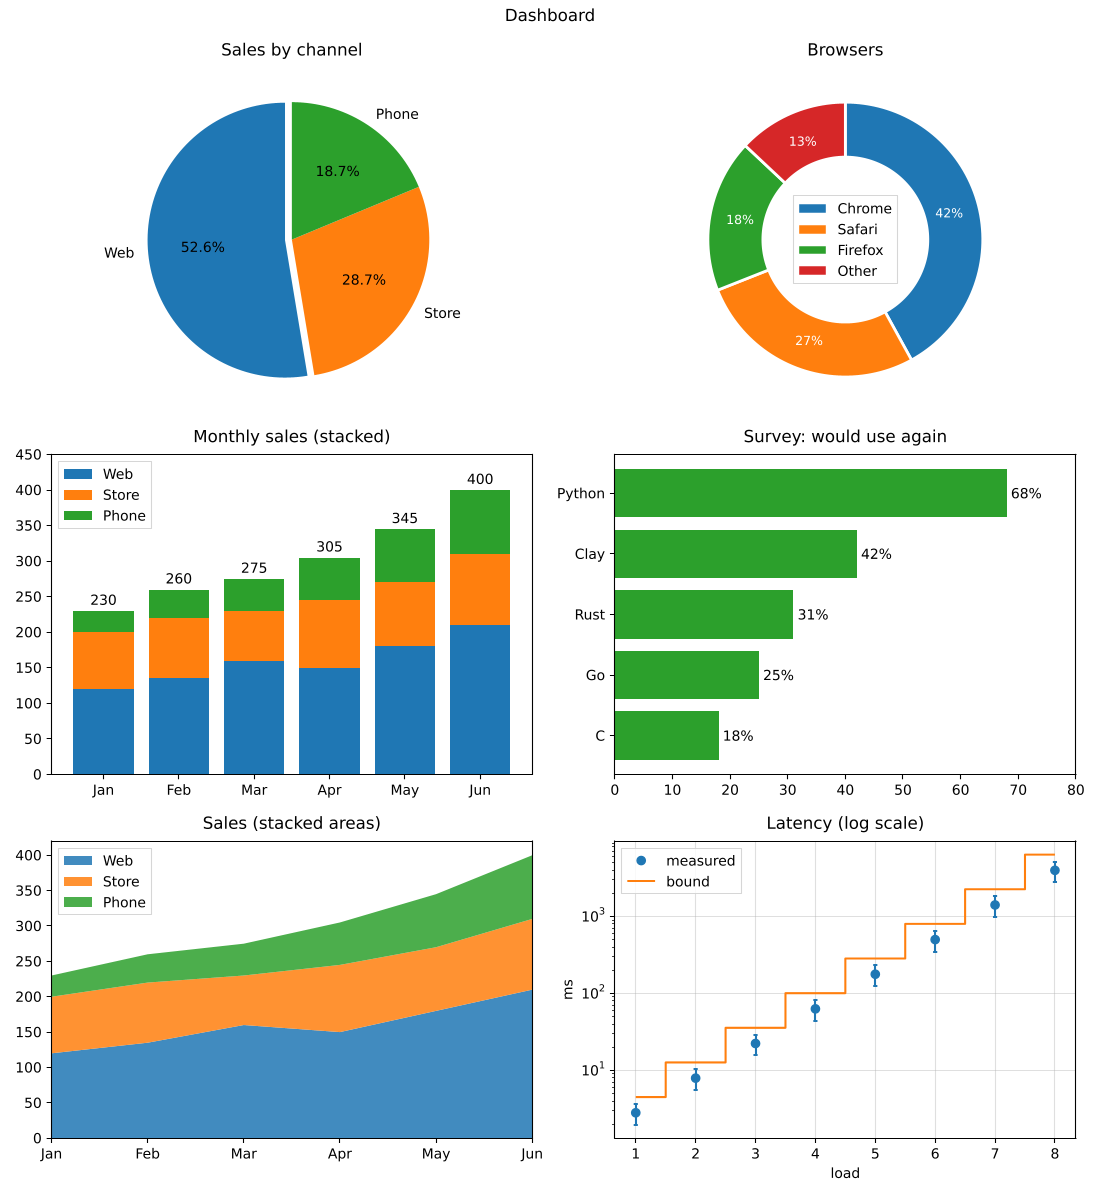 Dashboard
Sales by channel
Phone
18.7%
Web
52.6%
28.7%
Store
Browsers
13%
42%
18%
27%
Chrome
Safari
Firefox
Other
Monthly sales (stacked)
Web
Store
Phone
450
400
350
300
250
200
150
100
50
0
230
260
275
305
345
400
Jan Feb Mar Apr May Jun
Survey: would use again
Python 68%
Clay 42%
Rust 31%
Go 25%
C 18%
0 10 20 30 40 50 60 70 80
Sales (stacked areas)
Web
Store
Phone
400
350
300
250
200
150
100
50
0
Jan Feb Mar Apr May Jun
Latency (log scale)
measured
bound
10³
10²
10¹
ms
1 2 3 4 5 6 7 8
load